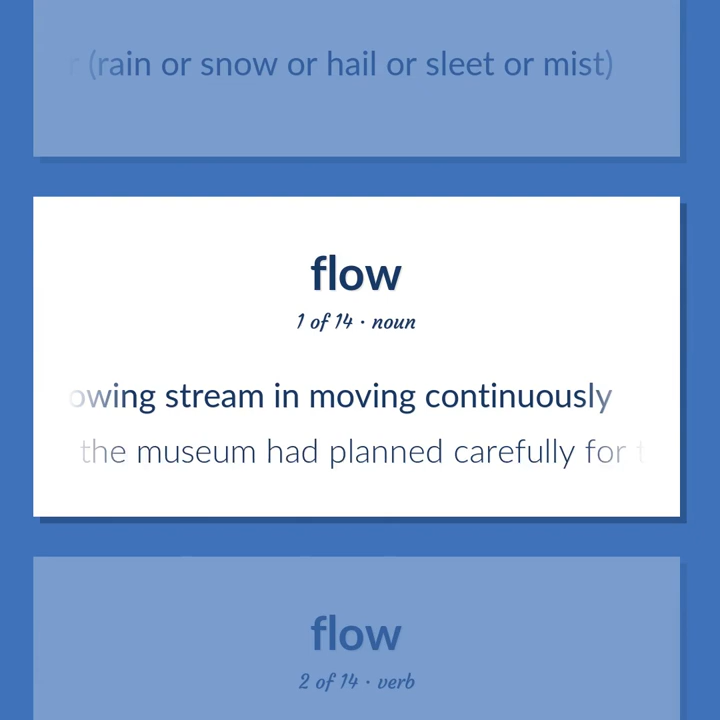 (rain or snow or hail or sleet or mist)
flow
1 of 14 · noun
stream in moving continuously
the museum had planned carefully for
flow
2 of 14 · verb